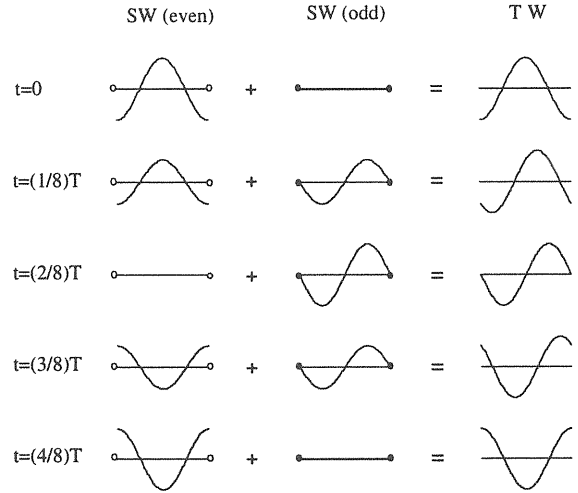 SW (even) SW (odd) T W
t=0 + =
t=(1/8)T + =
t=(2/8)T + =
t=(3/8)T + =
t=(4/8)T + =